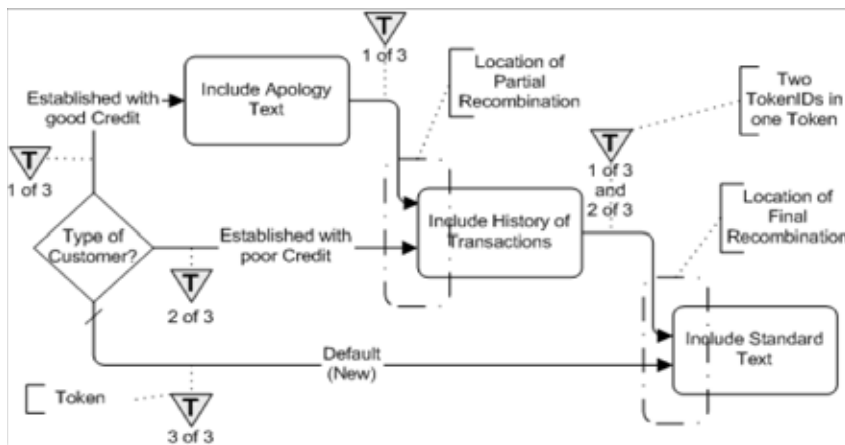 T
1 of 3
Established with
good Credit
Include Apology
Text
Location of
Partial
Recombination
Two
TokenIDs in
one Token
T
1 of 3
T
1 of 3
and
2 of 3
Type of
Customer?
Established with
poor Credit
Include History of
Transactions
Location of
Final
Recombination
T
2 of 3
Include Standard
Text
Default
(New)
Token
T
3 of 3